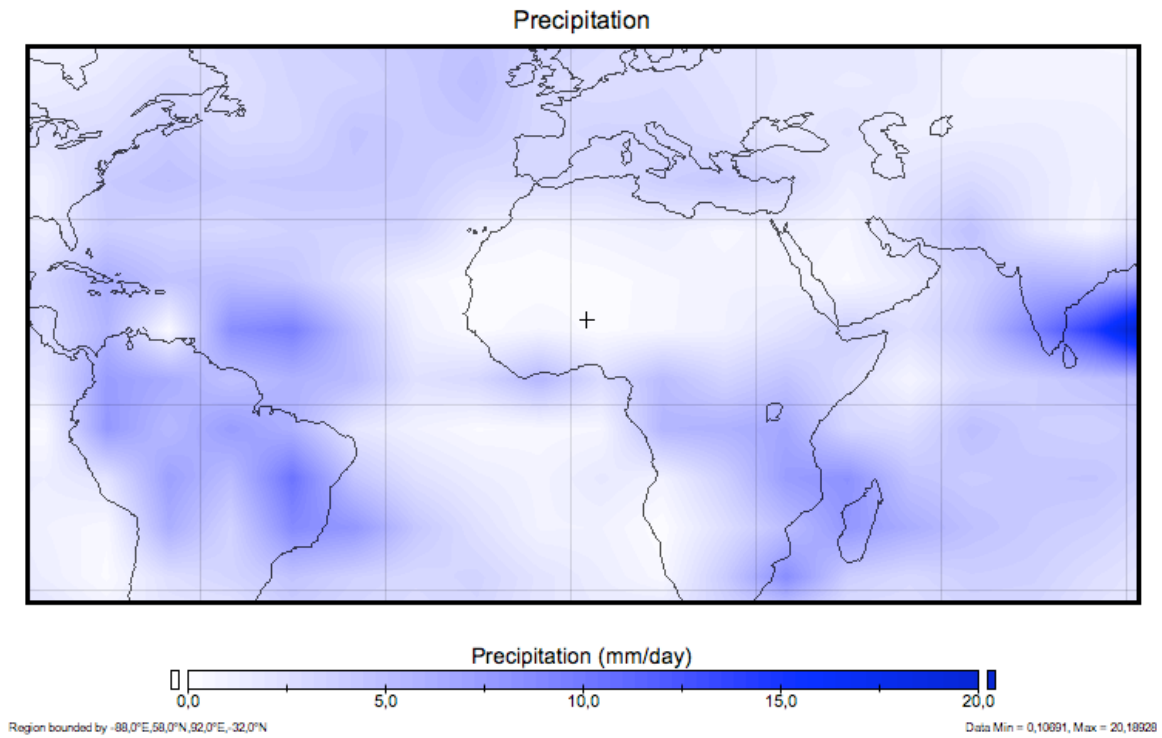 Precipitation
Precipitation (mm/day)
0,0 5,0 10,0 15,0 20,0
Region bounded by -88,0°E,58,0°N,92,0°E,-32,0°N
Data Min = 0,10691, Max = 20,18928